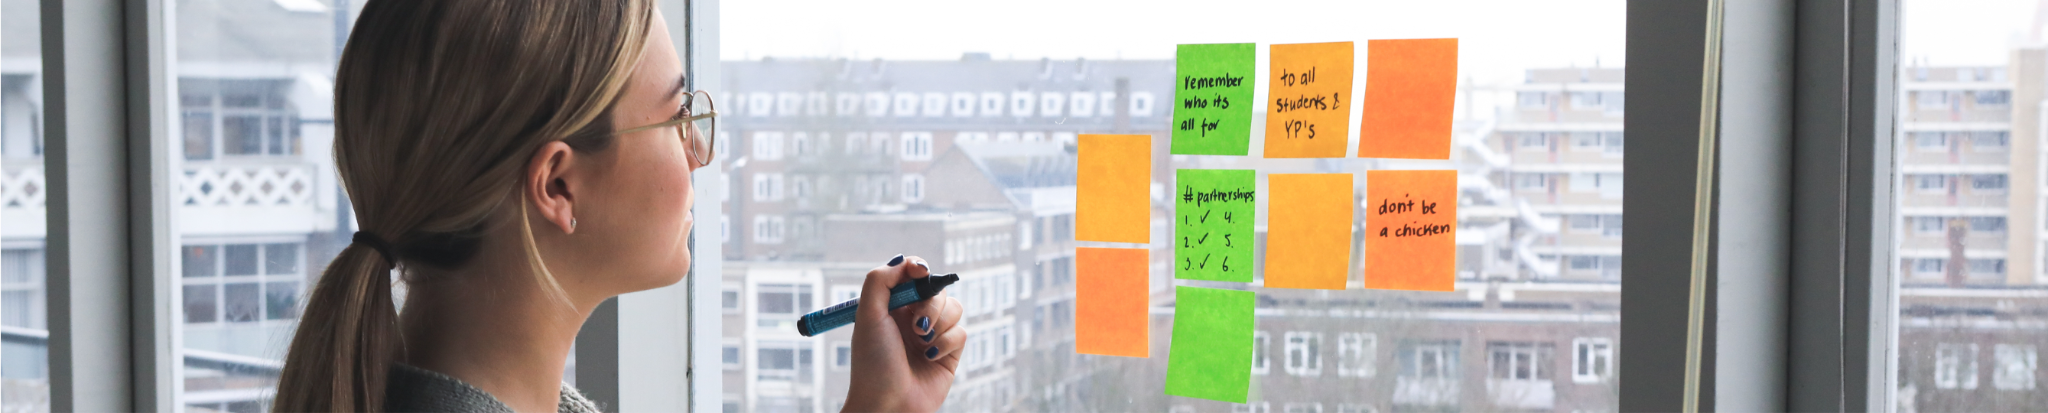 remember
who its
all for
to all
students &
YP's
# partnerships
1. ✓ 4.
2. ✓ 5.
3. ✓ 6.
don't be
a chicken